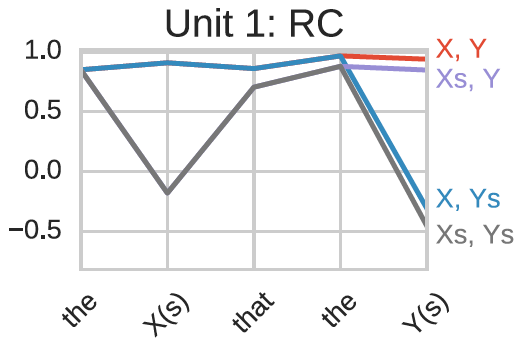 Unit 1: RC
1.0
0.5
0.0
−0.5
X, Y
Xs, Y
X, Ys
Xs, Ys
the
X(s)
that
the
Y(s)